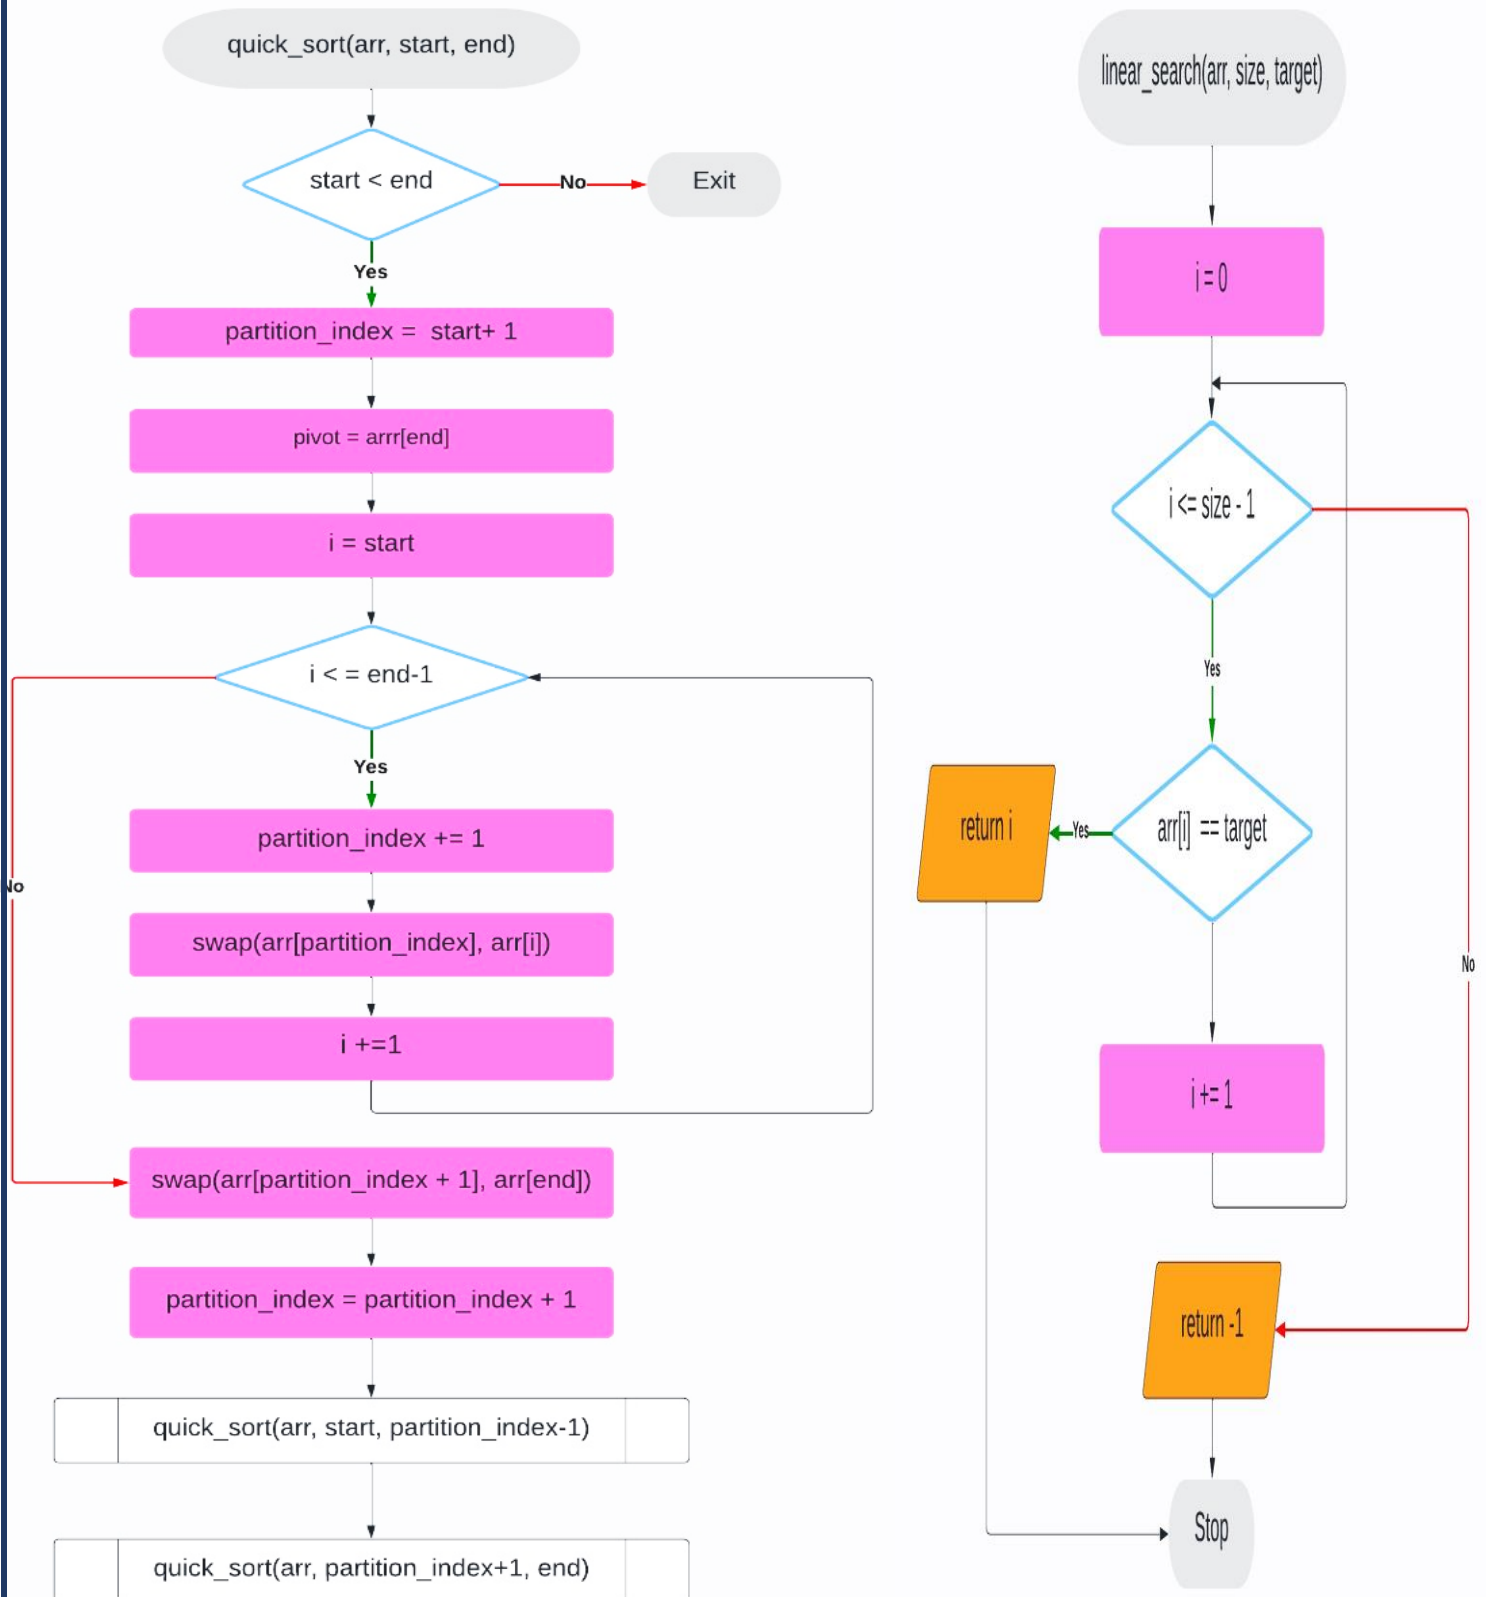 quick_sort(arr, start, end)
start < end
No
Exit
Yes
partition_index = start+ 1
pivot = arrr[end]
i = start
i < = end-1
Yes
partition_index += 1
No
swap(arr[partition_index], arr[i])
i +=1
swap(arr[partition_index + 1], arr[end])
partition_index = partition_index + 1
quick_sort(arr, start, partition_index-1)
quick_sort(arr, partition_index+1, end)
linear_search(arr, size, target)
i = 0
i <= size - 1
Yes
return i
Yes
arr[i] == target
No
i += 1
return -1
Stop